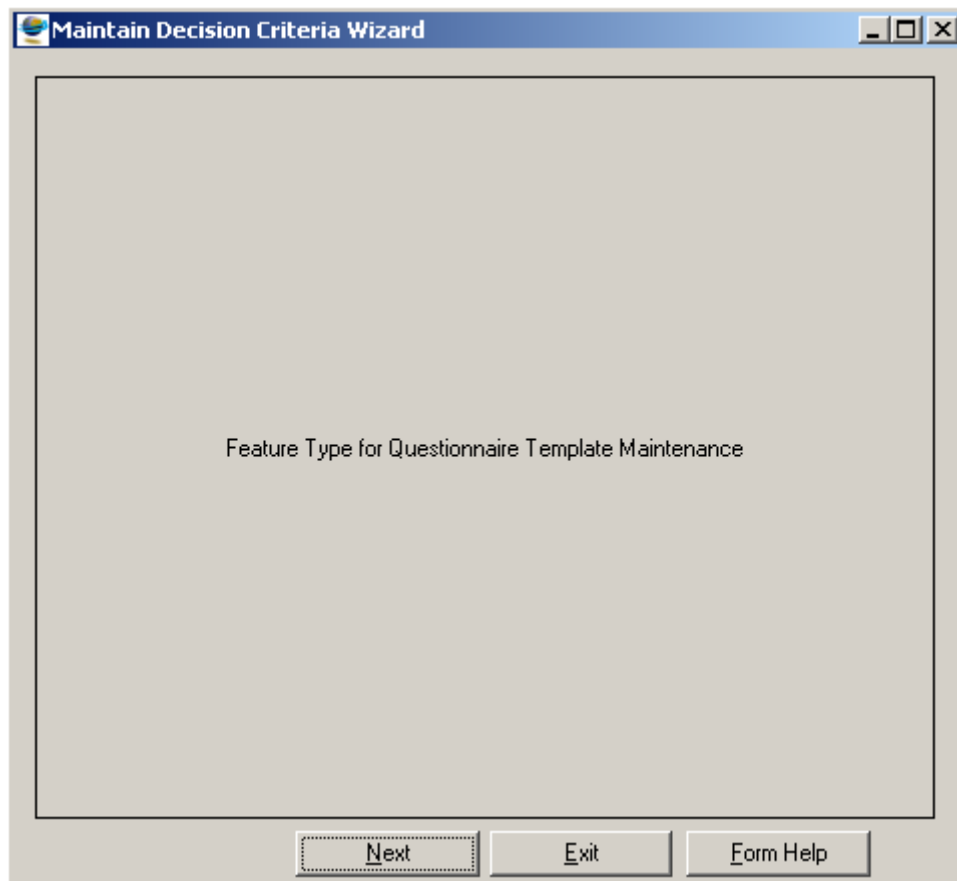 Maintain Decision Criteria Wizard
Feature Type for Questionnaire Template Maintenance
Next Exit Form Help